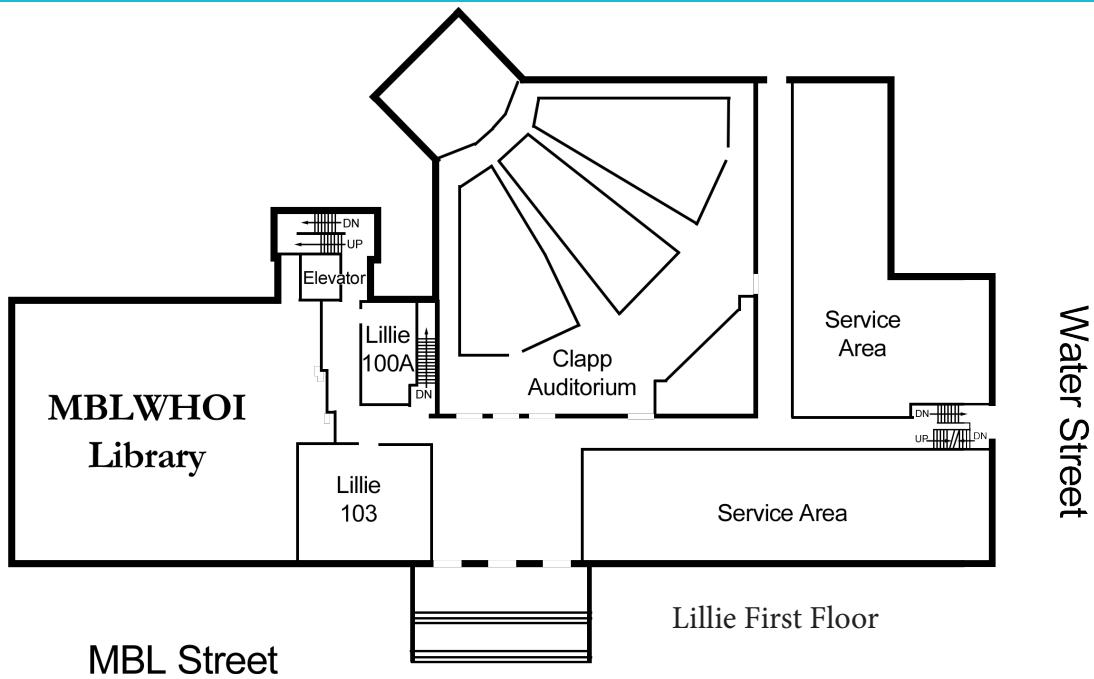 DN
UP
Elevator
Lillie
100A
DN
MBLWHOI
Library
Lillie
103
Clapp
Auditorium
Service
Area
DN
UP
DN
Service Area
Water Street
Lillie First Floor
MBL Street